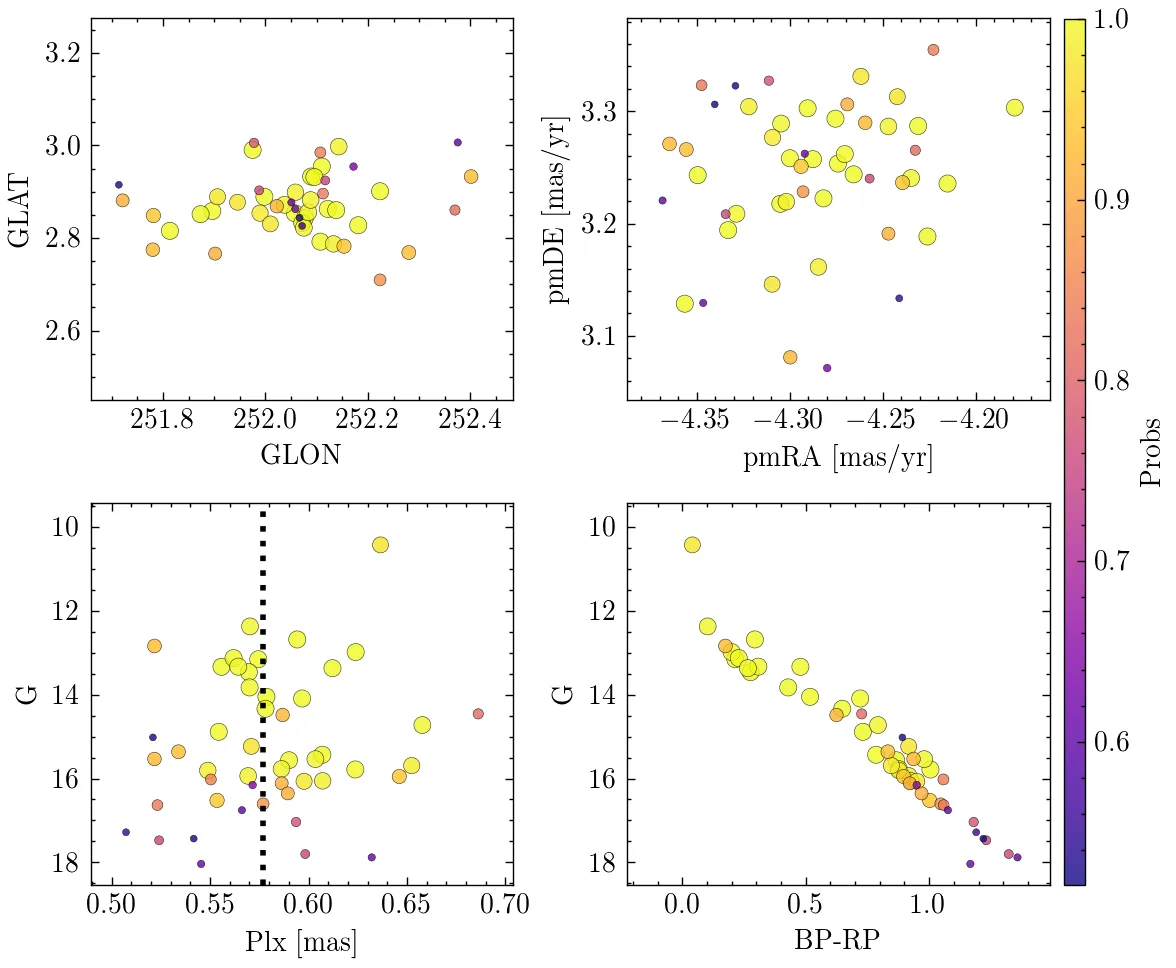 3.2
3.0
2.8
2.6
GLAT
251.8 252.0 252.2 252.4
GLON
3.3
3.2
3.1
pmDE [mas/yr]
−4.35 −4.30 −4.25 −4.20
pmRA [mas/yr]
1.0
0.9
0.8
0.7
0.6
Probs
10
12
14
16
18
G
0.50 0.55 0.60 0.65 0.70
Plx [mas]
10
12
14
16
18
G
0.0 0.5 1.0
BP-RP